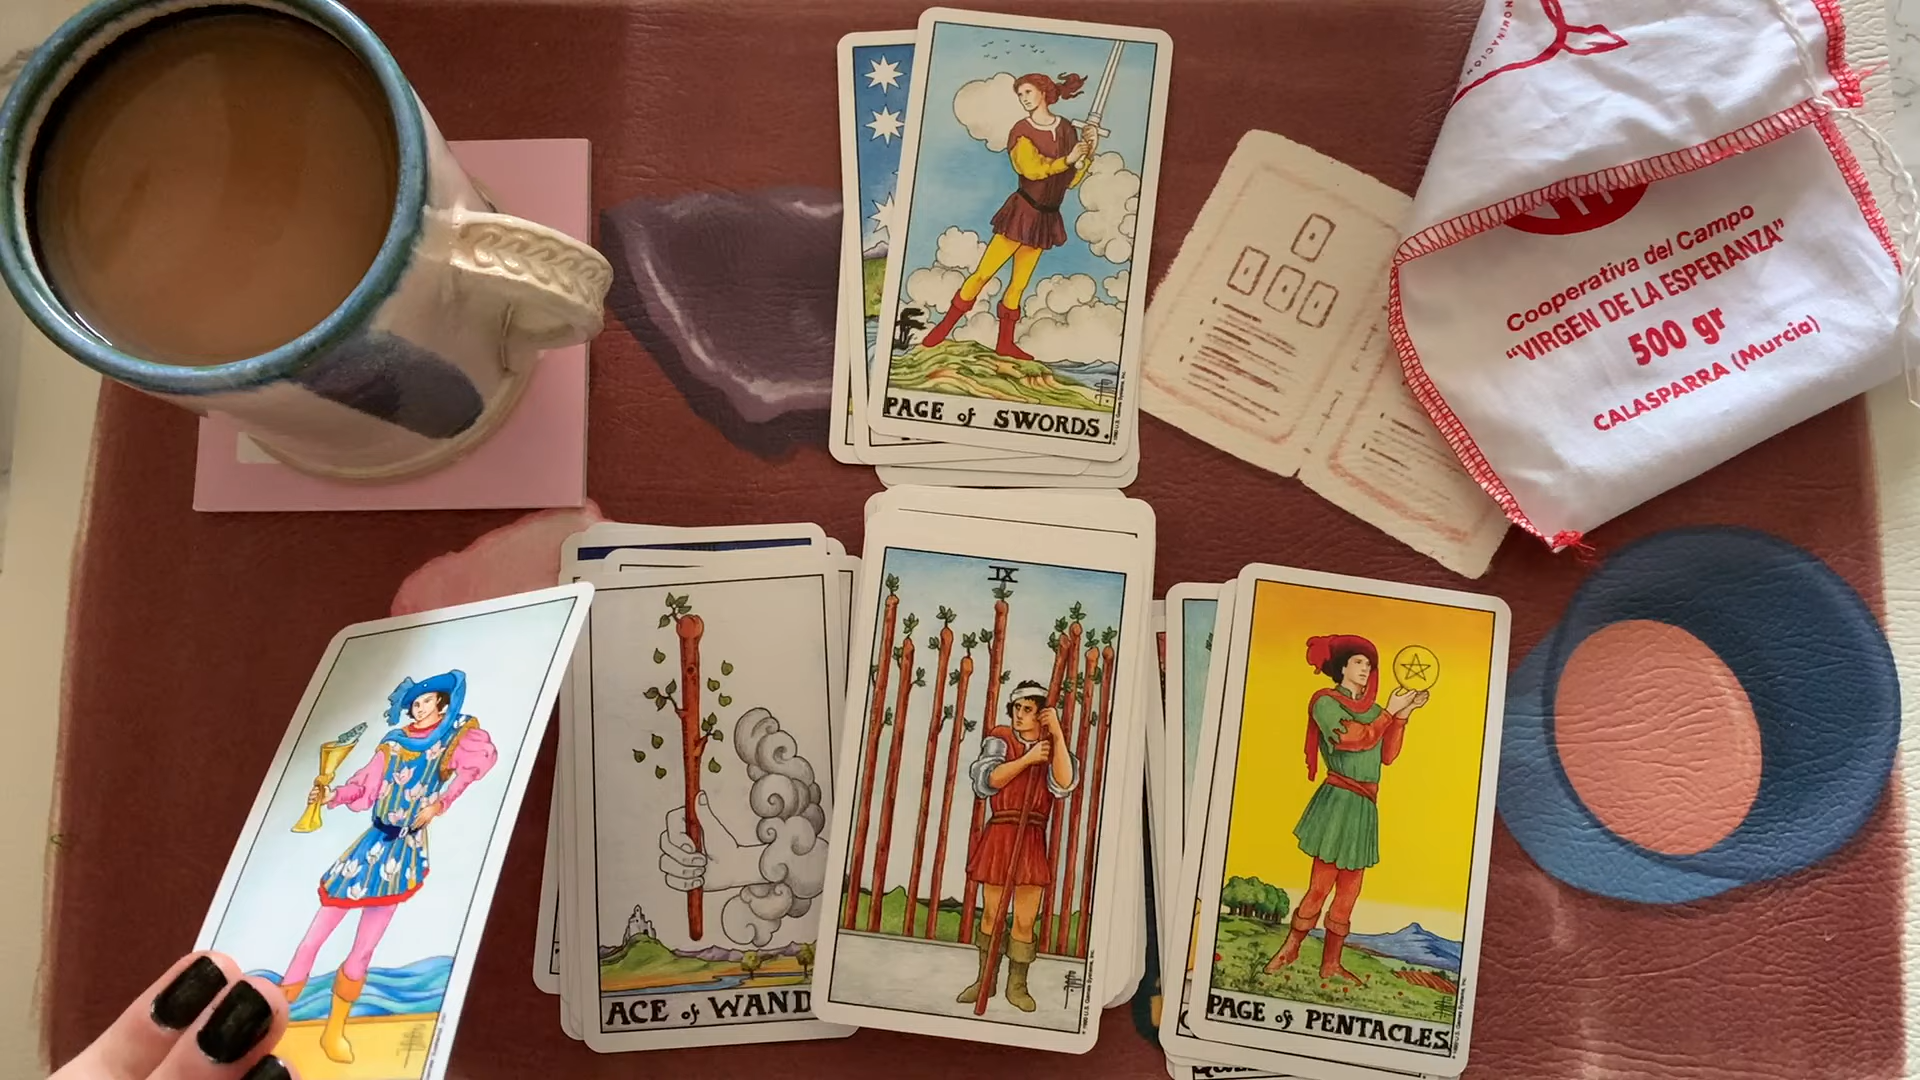 PAGE of SWORDS.
Cooperativa del Campo
“VIRGEN DE LA ESPERANZA”
500 gr
CALASPARRA (Murcia)
IX
ACE of WAND
PAGE of PENTACLES